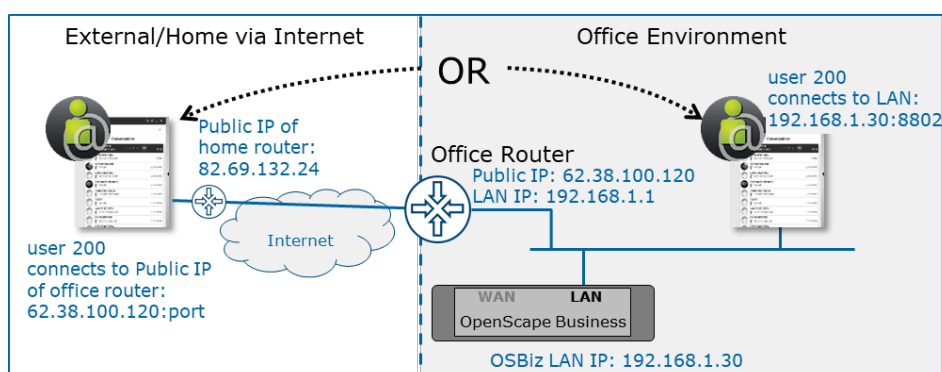 External/Home via Internet
Office Environment
OR
user 200
connects to LAN:
192.168.1.30:8802
@
@
Public IP of
home router:
82.69.132.24
Office Router
Public IP: 62.38.100.120
LAN IP: 192.168.1.1
Internet
user 200
connects to Public IP
of office router:
62.38.100.120:port
WAN LAN
OpenScape Business
OSBiz LAN IP: 192.168.1.30